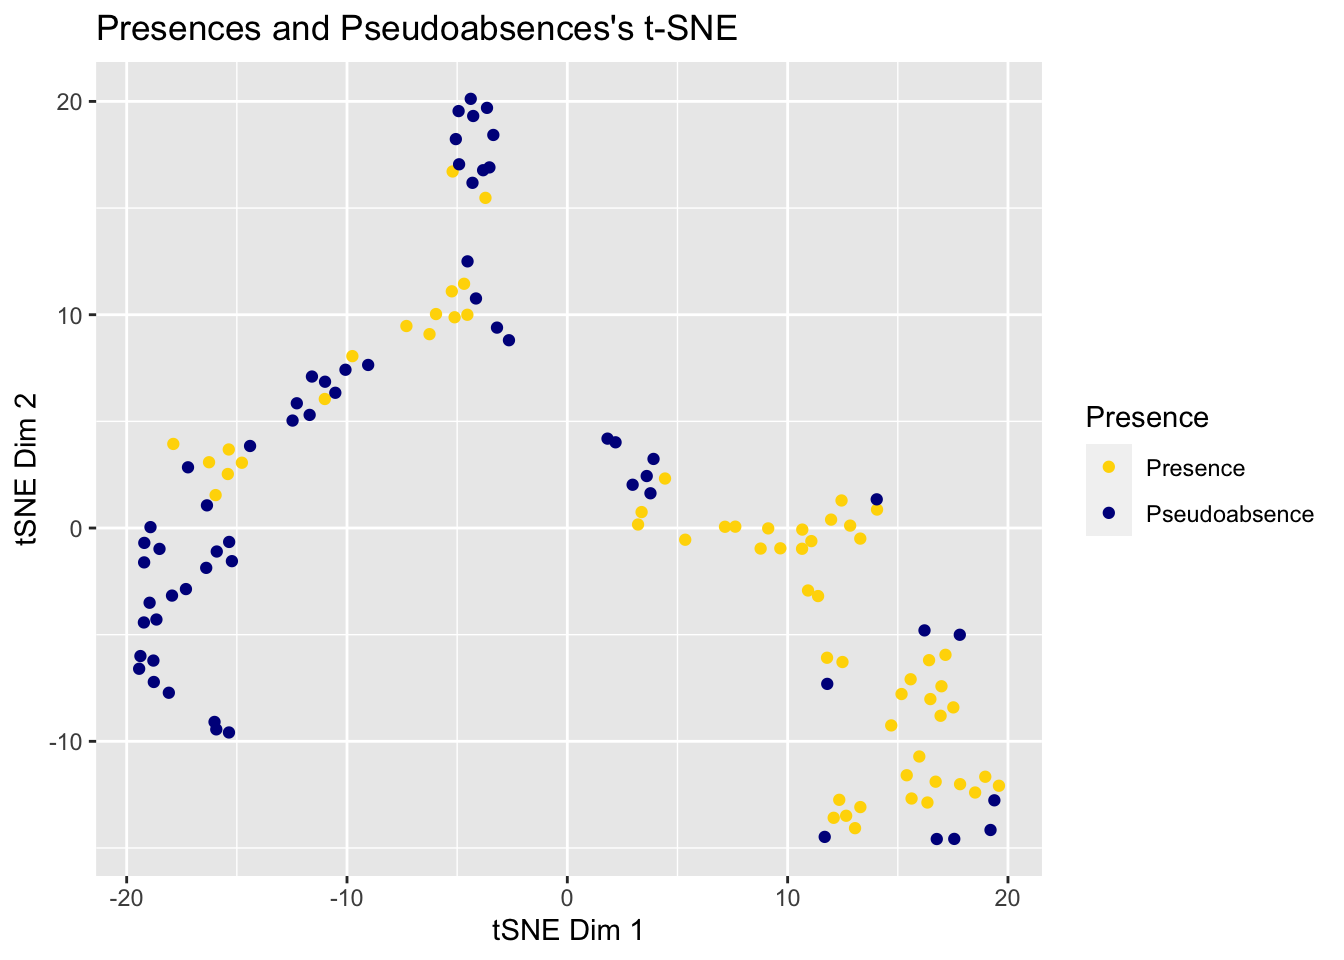 Presences and Pseudoabsences's t-SNE
20
10
0
-10
tSNE Dim 2
-20
-10
0
10
20
tSNE Dim 1
Presence
Presence
Pseudoabsence